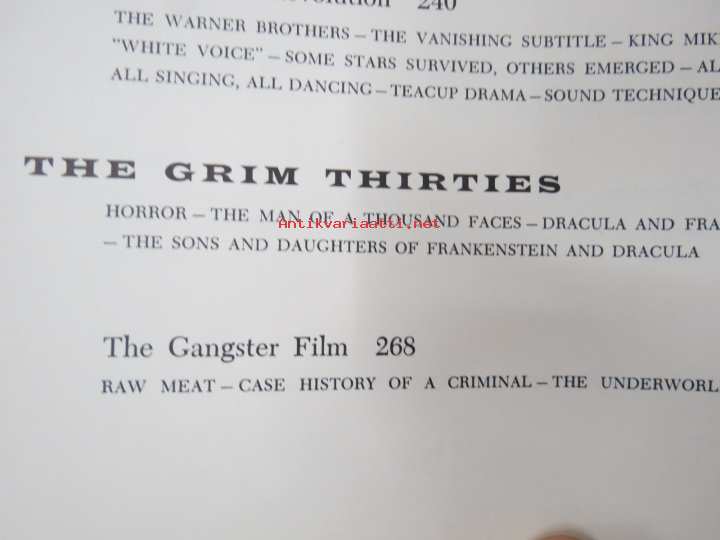 240
THE WARNER BROTHERS – THE VANISHING SUBTITLE – KING MIK
"WHITE VOICE" – SOME STARS SURVIVED, OTHERS EMERGED – AL
ALL SINGING, ALL DANCING – TEACUP DRAMA – SOUND TECHNIQUE
THE GRIM THIRTIES
HORROR – THE MAN OF A THOUSAND FACES – DRACULA AND FRA
Antikvariaatti.net
– THE SONS AND DAUGHTERS OF FRANKENSTEIN AND DRACULA
The Gangster Film 268
RAW MEAT – CASE HISTORY OF A CRIMINAL – THE UNDERWORL